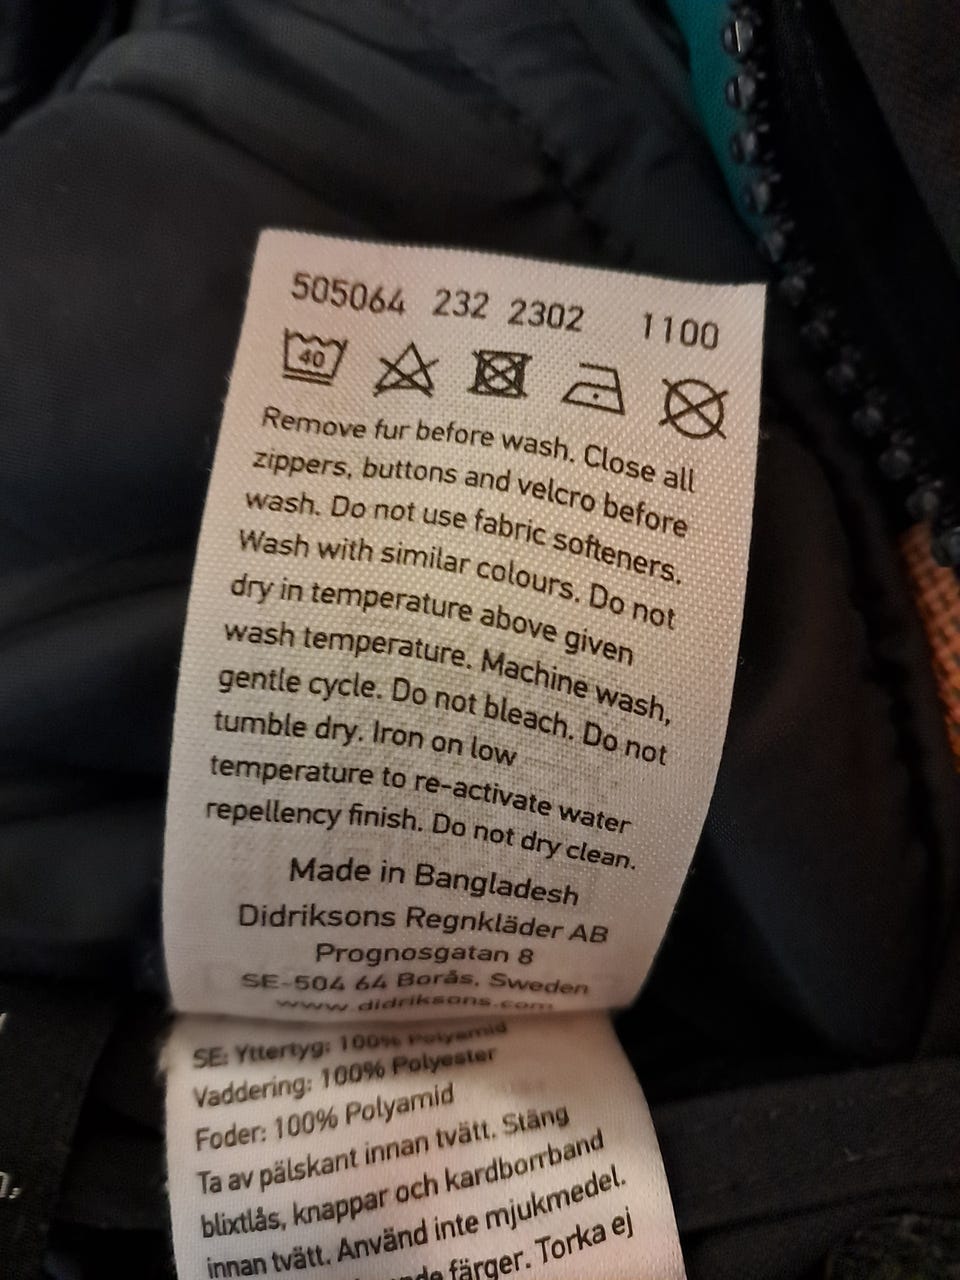 505064 232 2302 1100
40
Remove fur before wash. Close all
zippers, buttons and velcro before
wash. Do not use fabric softeners.
Wash with similar colours. Do not
dry in temperature above given
wash temperature. Machine wash,
gentle cycle. Do not bleach. Do not
tumble dry. Iron on low
temperature to re-activate water
repellency finish. Do not dry clean.
Made in Bangladesh
Didriksons Regnkläder AB
Prognosgatan 8
SE-504 64 Borås, Sweden
www.didriksons.com
SE: Yttertyg: 100% Polyamid
Vaddering: 100% Polyester
Foder: 100% Polyamid
Ta av pälskant innan tvätt. Stäng
blixtlås, knappar och kardborrband
innan tvätt. Använd inte mjukmedel.
färger. Torka ej